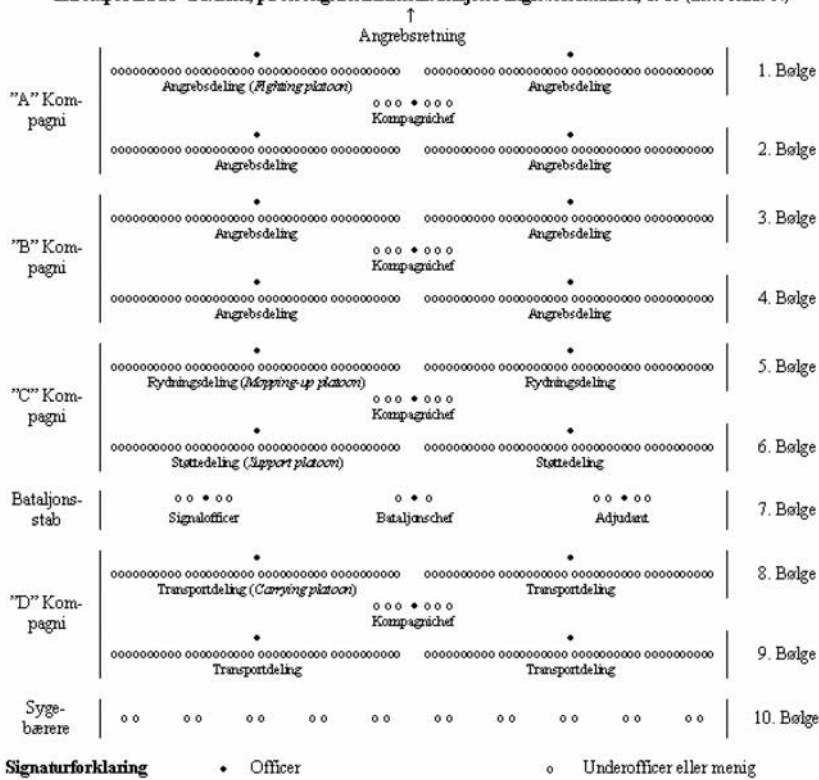 Angrebsretning
1. Bølge
Angrebsdeling (Fighting platoon) Angrebsdeling
"A" Kom-
pagni
Kompagnichef
2. Bølge
Angrebsdeling Angrebsdeling
3. Bølge
Angrebsdeling Angrebsdeling
"B" Kom-
pagni
Kompagnichef
4. Bølge
Angrebsdeling Angrebsdeling
5. Bølge
Rydningsdeling (Mopping-up platoon) Rydningsdeling
"C" Kom-
pagni
Kompagnichef
6. Bølge
Støttedeling (Support platoon) Støttedeling
Bataljons-
stab
7. Bølge
Signalofficer Bataljonschef Adjudant
8. Bølge
Transportdeling (Carrying platoon) Transportdeling
"D" Kom-
pagni
Kompagnichef
9. Bølge
Transportdeling Transportdeling
Syge-
bærere
10. Bølge
Signaturforklaring Officer Underofficer eller menig